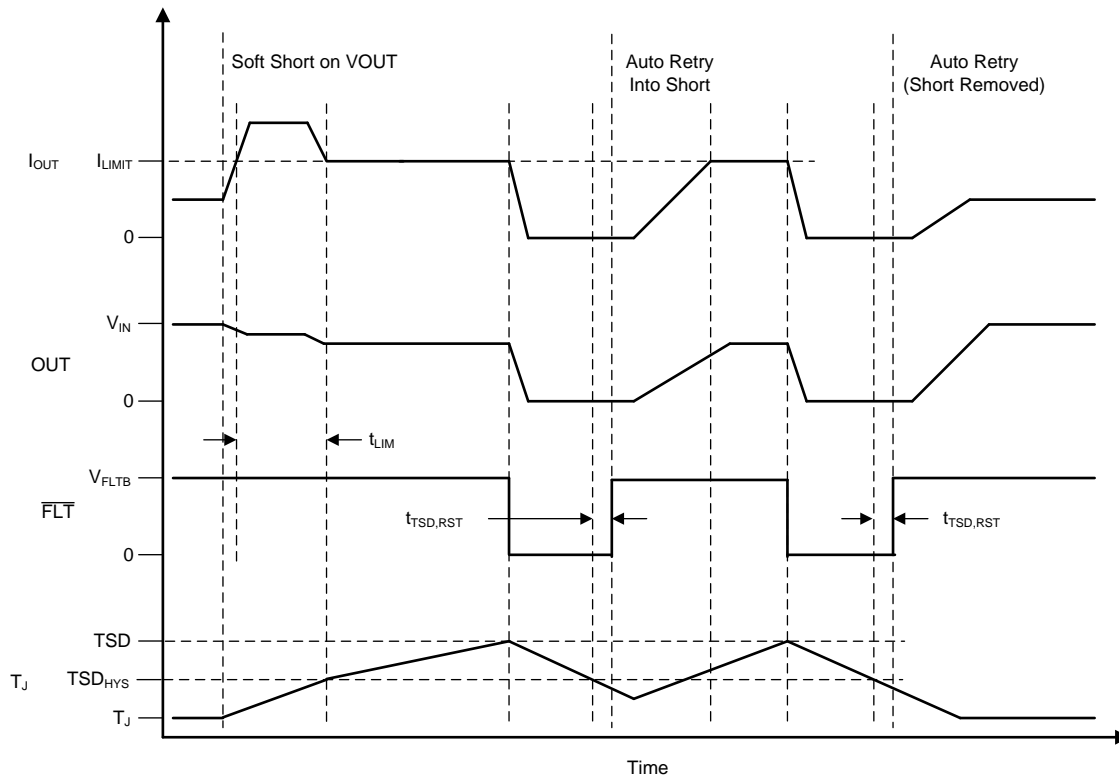 Soft Short on VOUT
Auto Retry
Into Short
Auto Retry
(Short Removed)
IOUT
ILIMIT
0
VIN
OUT
0
tLIM
VFLTB
FLT
tTSD,RST
tTSD,RST
0
TSD
TJ
TSDHYS
TJ
Time